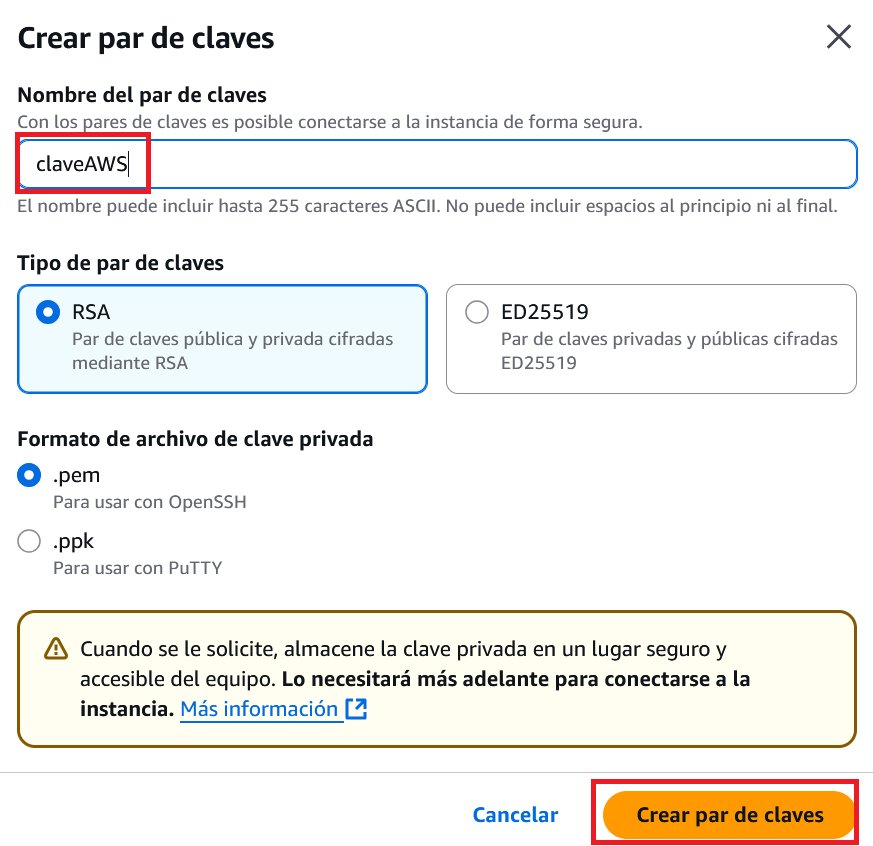 Crear par de claves
Nombre del par de claves
Con los pares de claves es posible conectarse a la instancia de forma segura.
claveAWS
El nombre puede incluir hasta 255 caracteres ASCII. No puede incluir espacios al principio ni al final.
Tipo de par de claves
RSA
Par de claves pública y privada cifradas
mediante RSA
ED25519
Par de claves privadas y públicas cifradas
ED25519
Formato de archivo de clave privada
.pem
Para usar con OpenSSH
.ppk
Para usar con PuTTY
Cuando se le solicite, almacene la clave privada en un lugar seguro y
accesible del equipo. Lo necesitará más adelante para conectarse a la
instancia. Más información
Cancelar
Crear par de claves